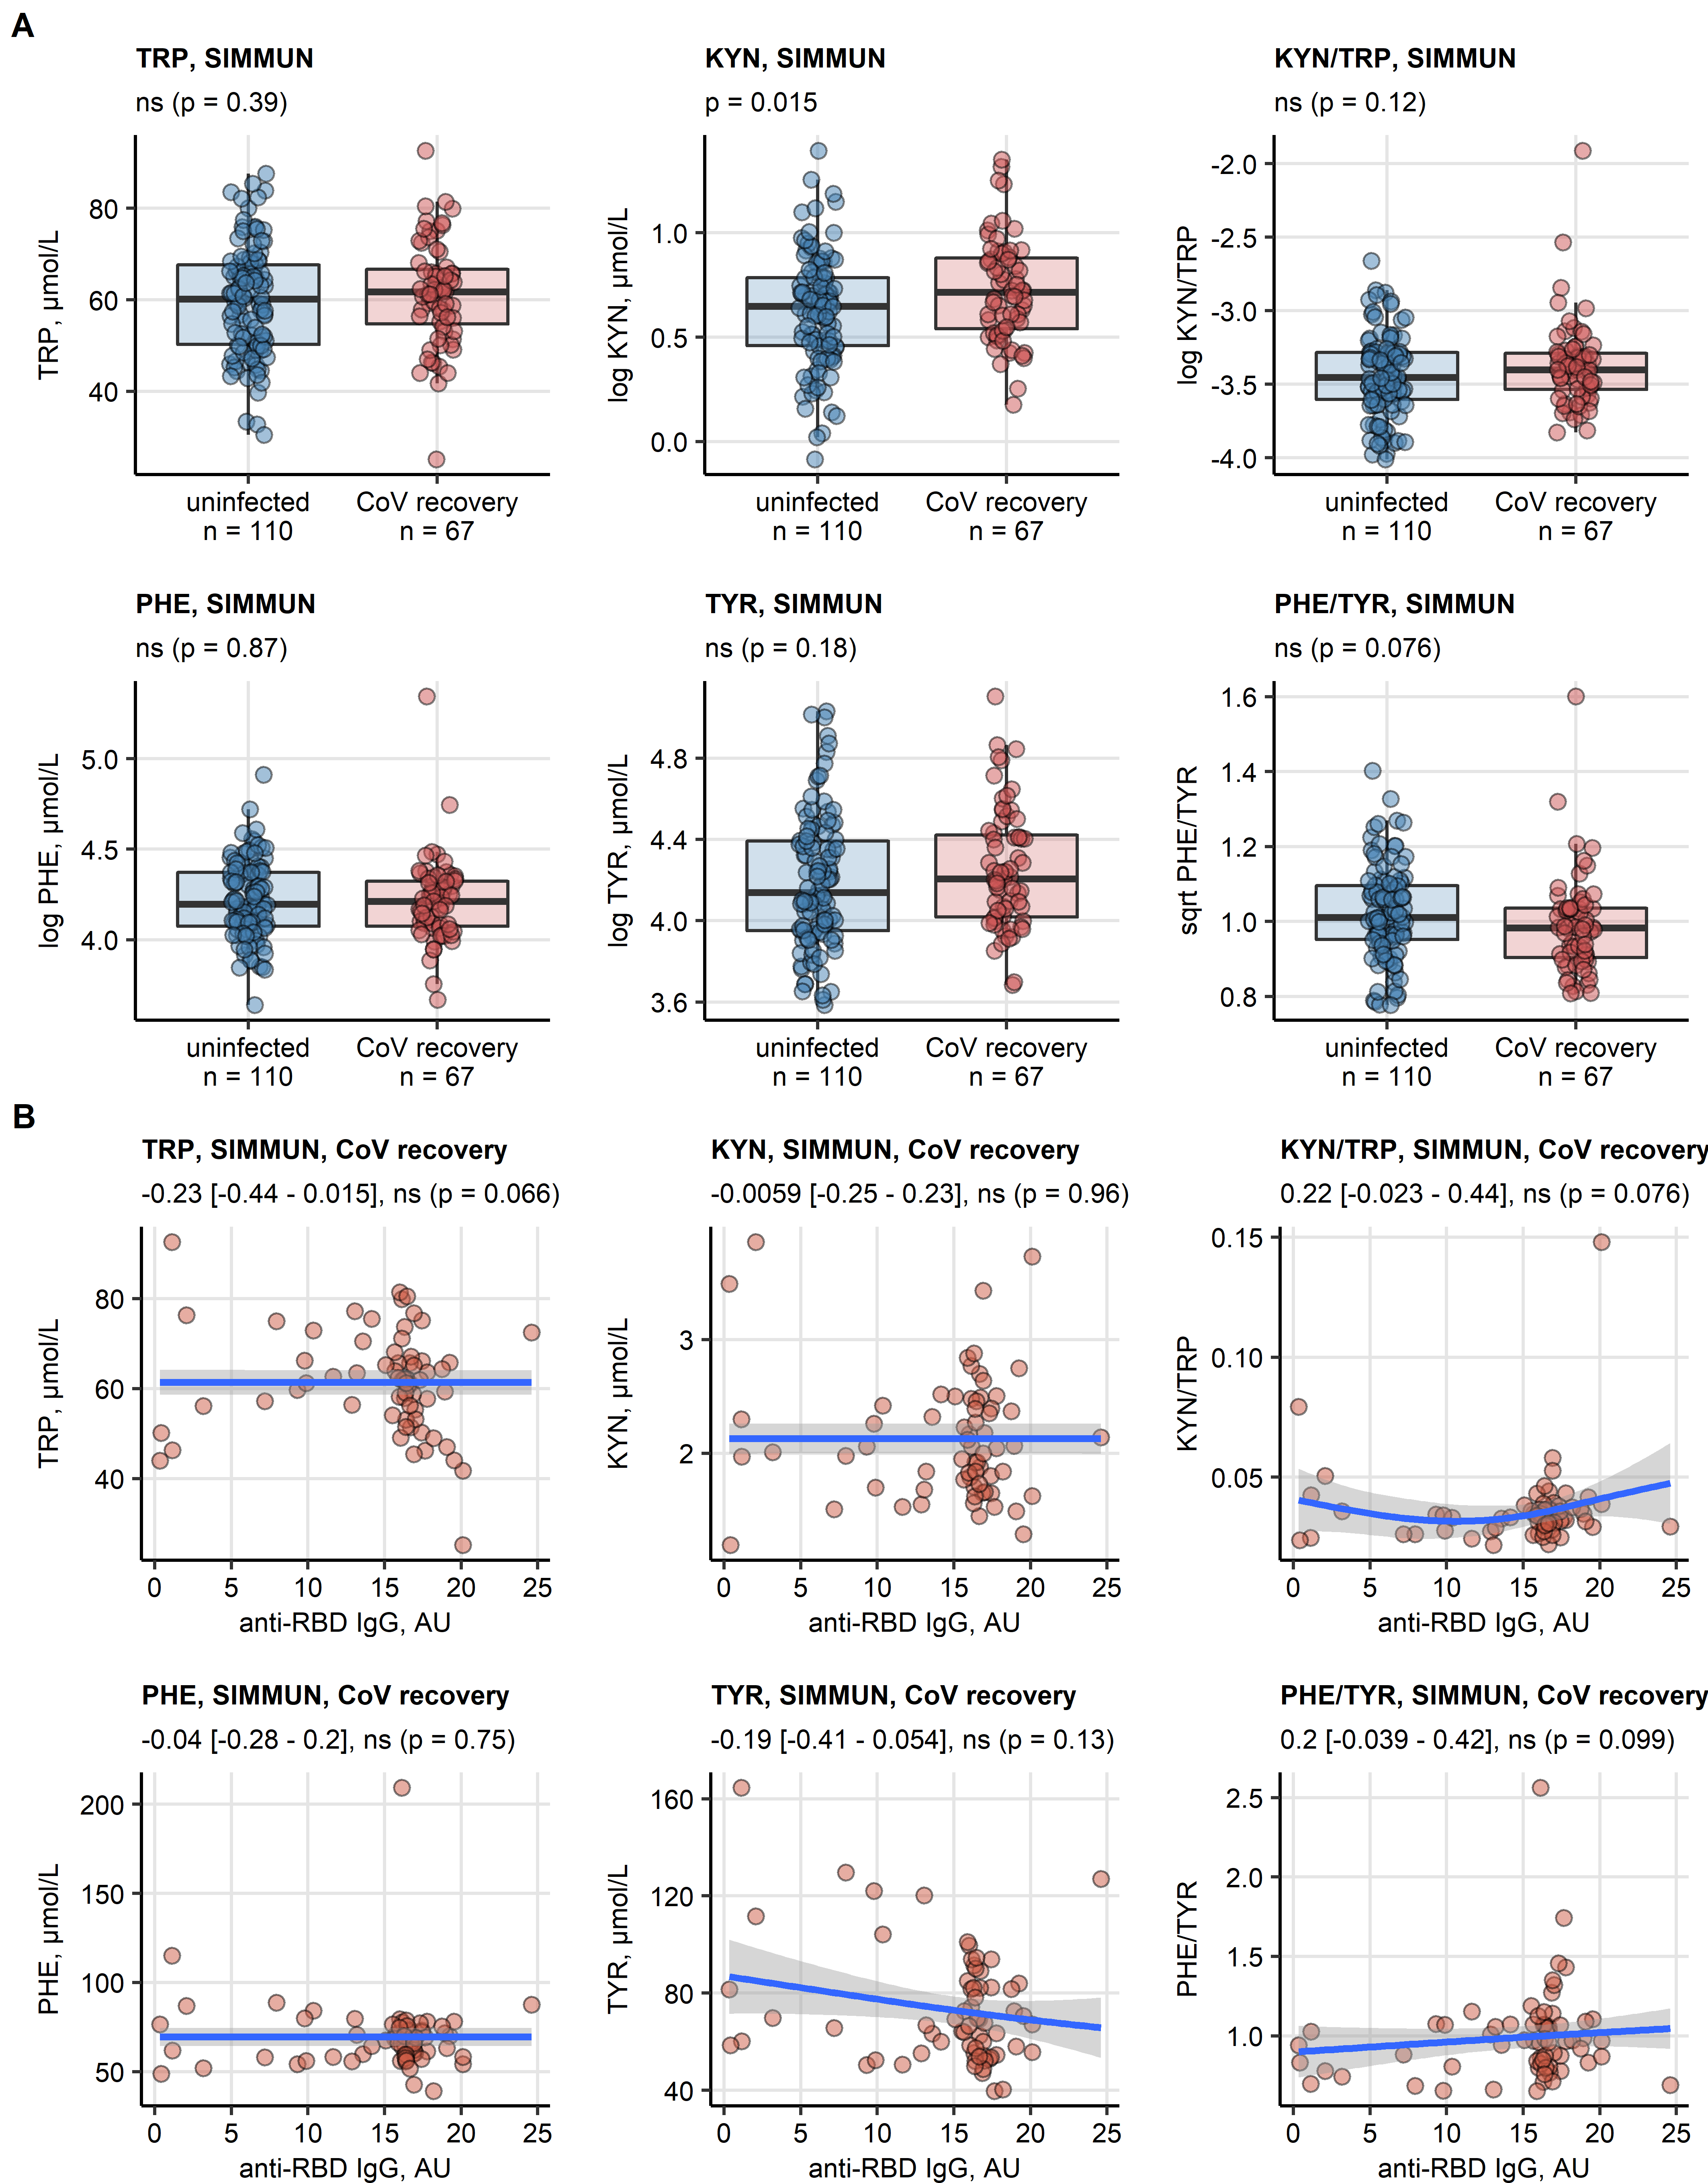 A
TRP, SIMMUN
ns (p = 0.39)
TRP, µmol/L
80
60
40
uninfected
n = 110
CoV recovery
n = 67
KYN, SIMMUN
p = 0.015
log KYN, µmol/L
1.0
0.5
0.0
uninfected
n = 110
CoV recovery
n = 67
KYN/TRP, SIMMUN
ns (p = 0.12)
log KYN/TRP
-2.0
-2.5
-3.0
-3.5
-4.0
uninfected
n = 110
CoV recovery
n = 67
PHE, SIMMUN
ns (p = 0.87)
log PHE, µmol/L
5.0
4.5
4.0
uninfected
n = 110
CoV recovery
n = 67
TYR, SIMMUN
ns (p = 0.18)
log TYR, µmol/L
4.8
4.4
4.0
3.6
uninfected
n = 110
CoV recovery
n = 67
PHE/TYR, SIMMUN
ns (p = 0.076)
sqrt PHE/TYR
1.6
1.4
1.2
1.0
0.8
uninfected
n = 110
CoV recovery
n = 67
B
TRP, SIMMUN, CoV recovery
-0.23 [-0.44 - 0.015], ns (p = 0.066)
TRP, µmol/L
80
60
40
0 5 10 15 20 25
anti-RBD IgG, AU
KYN, SIMMUN, CoV recovery
-0.0059 [-0.25 - 0.23], ns (p = 0.96)
KYN, µmol/L
3
2
0 5 10 15 20 25
anti-RBD IgG, AU
KYN/TRP, SIMMUN, CoV recovery
0.22 [-0.023 - 0.44], ns (p = 0.076)
KYN/TRP
0.15
0.10
0.05
0 5 10 15 20 25
anti-RBD IgG, AU
PHE, SIMMUN, CoV recovery
-0.04 [-0.28 - 0.2], ns (p = 0.75)
PHE, µmol/L
200
150
100
50
0 5 10 15 20 25
anti-RBD IgG, AU
TYR, SIMMUN, CoV recovery
-0.19 [-0.41 - 0.054], ns (p = 0.13)
TYR, µmol/L
160
120
80
40
0 5 10 15 20 25
anti-RBD IgG, AU
PHE/TYR, SIMMUN, CoV recovery
0.2 [-0.039 - 0.42], ns (p = 0.099)
PHE/TYR
2.5
2.0
1.5
1.0
0 5 10 15 20 25
anti-RBD IgG, AU